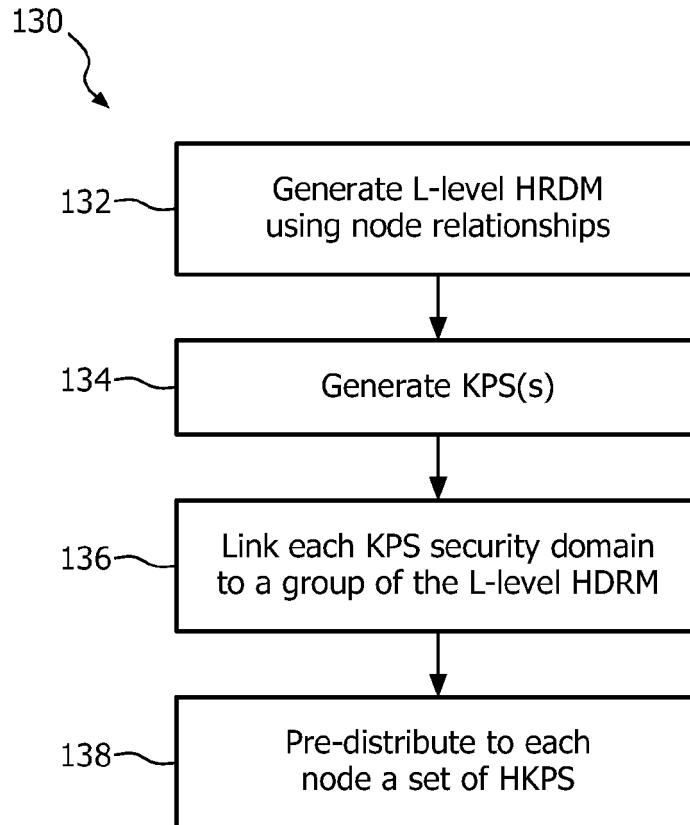 130
132
Generate L-level HRDM
using node relationships
134
Generate KPS(s)
136
Link each KPS security domain
to a group of the L-level HDRM
138
Pre-distribute to each
node a set of HKPS